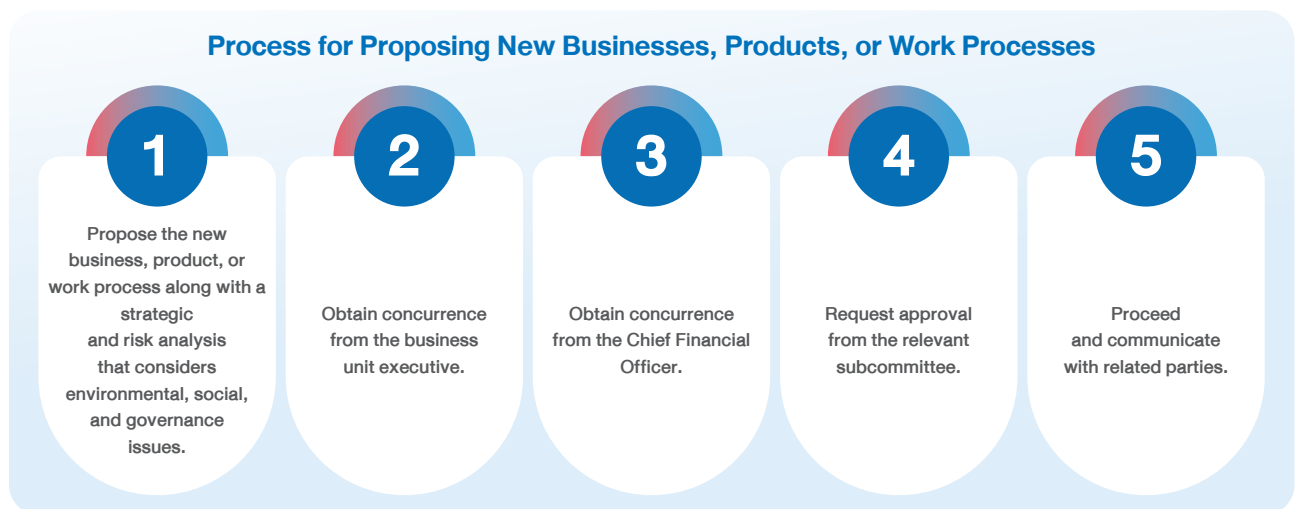 Process for Proposing New Businesses, Products, or Work Processes
1
Propose the new
business, product, or
work process along with a
strategic
and risk analysis
that considers
environmental, social,
and governance
issues.
2
Obtain concurrence
from the business
unit executive.
3
Obtain concurrence
from the Chief Financial
Officer.
4
Request approval
from the relevant
subcommittee.
5
Proceed
and communicate
with related parties.